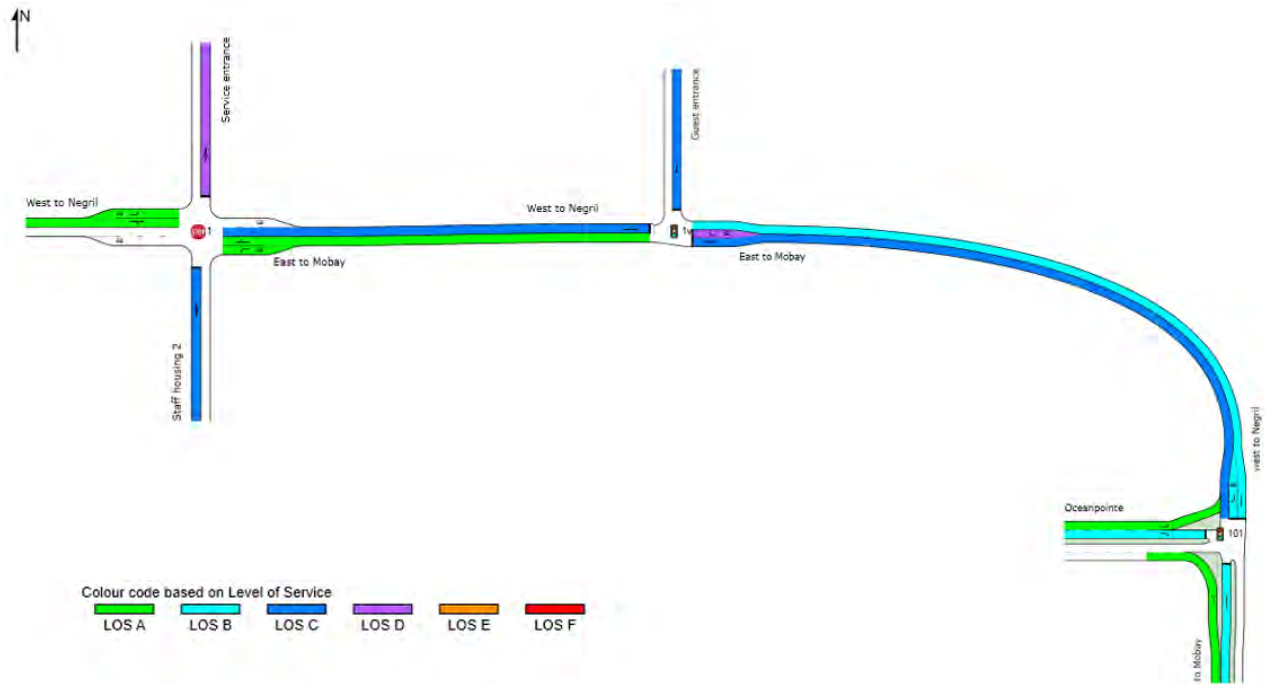 N
Service entrance
Guest entrance
West to Negril
West to Negril
1
1v
East to Mobay
East to Mobay
Staff housing 2
west to Negril
Oceanpointe
101
to Mobay
Colour code based on Level of Service
LOS A LOS B LOS C LOS D LOS E LOS F